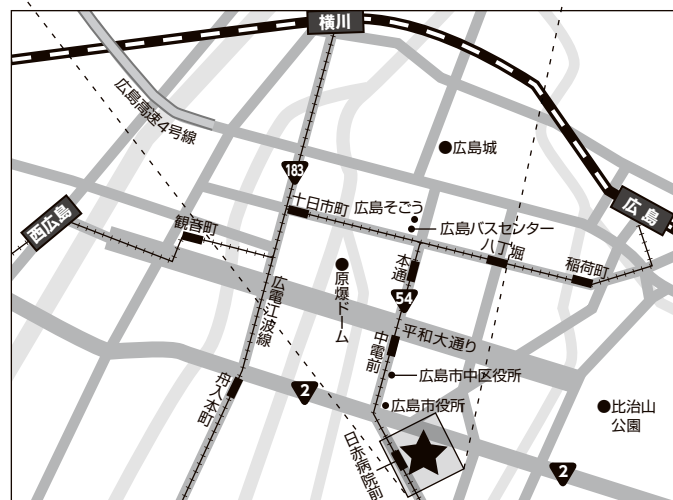 横川
広島高速4号線
広島城
183
十日市町
広島そごう
広島バスセンター
広島
西広島
観音町
八丁堀
本通
稲荷町
原爆ドーム
広電江波線
54
平和大通り
中電前
広島市中区役所
舟入本町
2
広島市役所
比治山
公園
日赤病院前
2